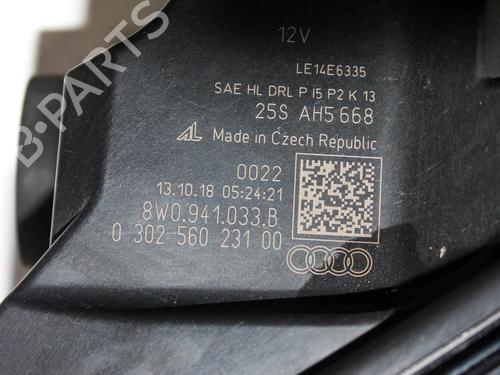 B-PARTS
12V
LE14E6335
SAE HL DRL P I5 P2 K 13
25S AH5 668
AL Made in Czech Republic
0022
13.10.18 05:24:21
8W0.941.033.B
0 302 560 231 00